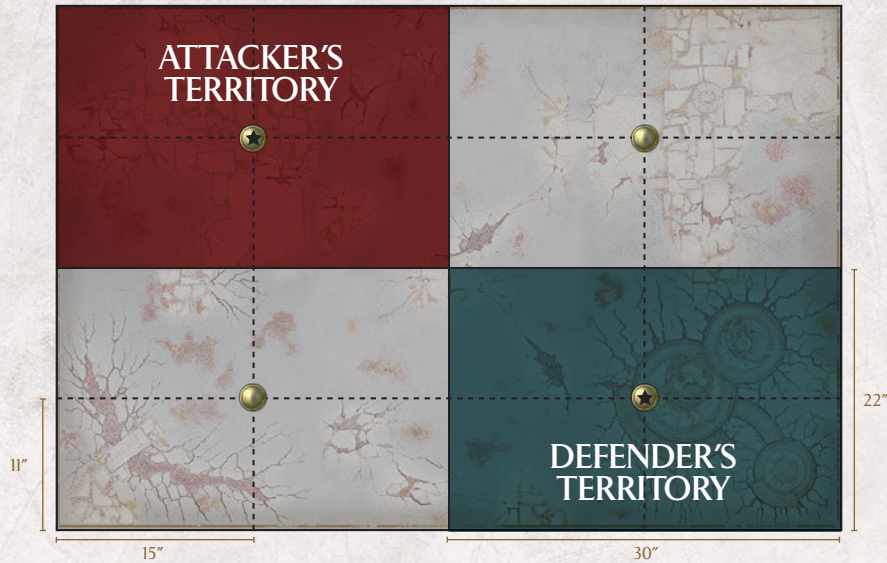 ATTACKER'S
TERRITORY
22"
11"
DEFENDER'S
TERRITORY
15"
30"